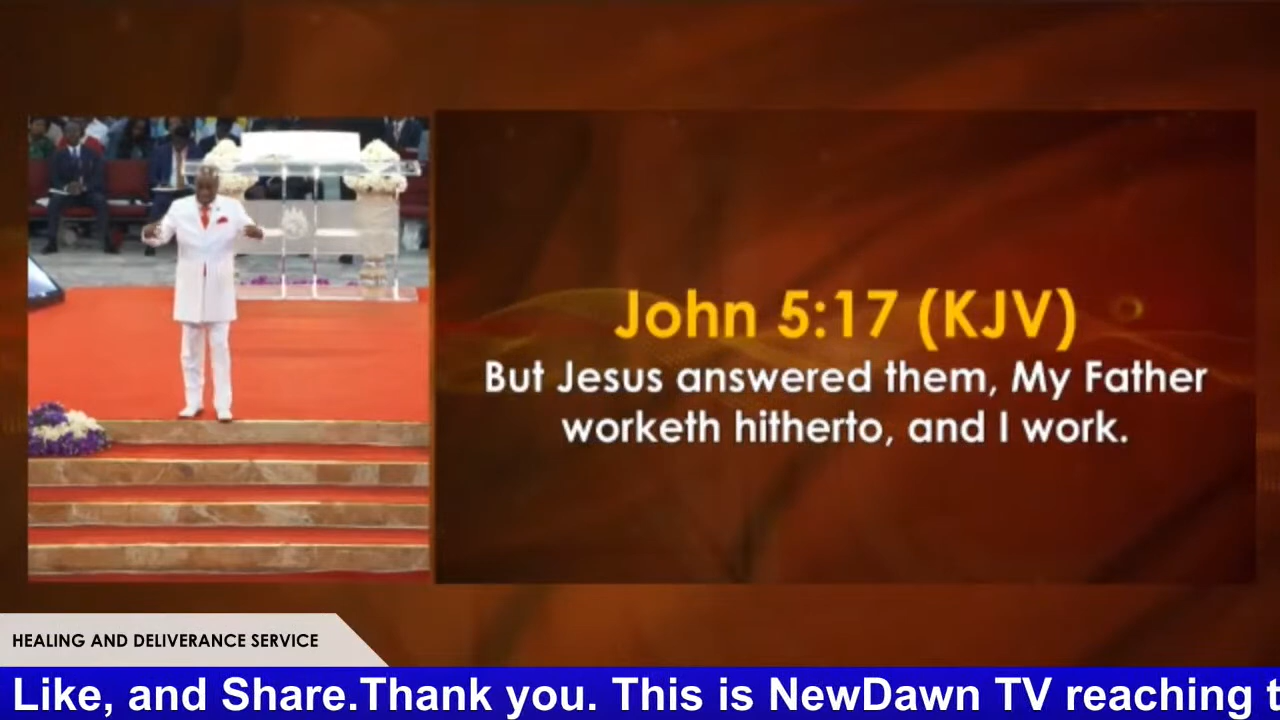 John 5:17 (KJV)
But Jesus answered them, My Father
worketh hitherto, and I work.
HEALING AND DELIVERANCE SERVICE
Like, and Share.Thank you. This is NewDawn TV reaching t